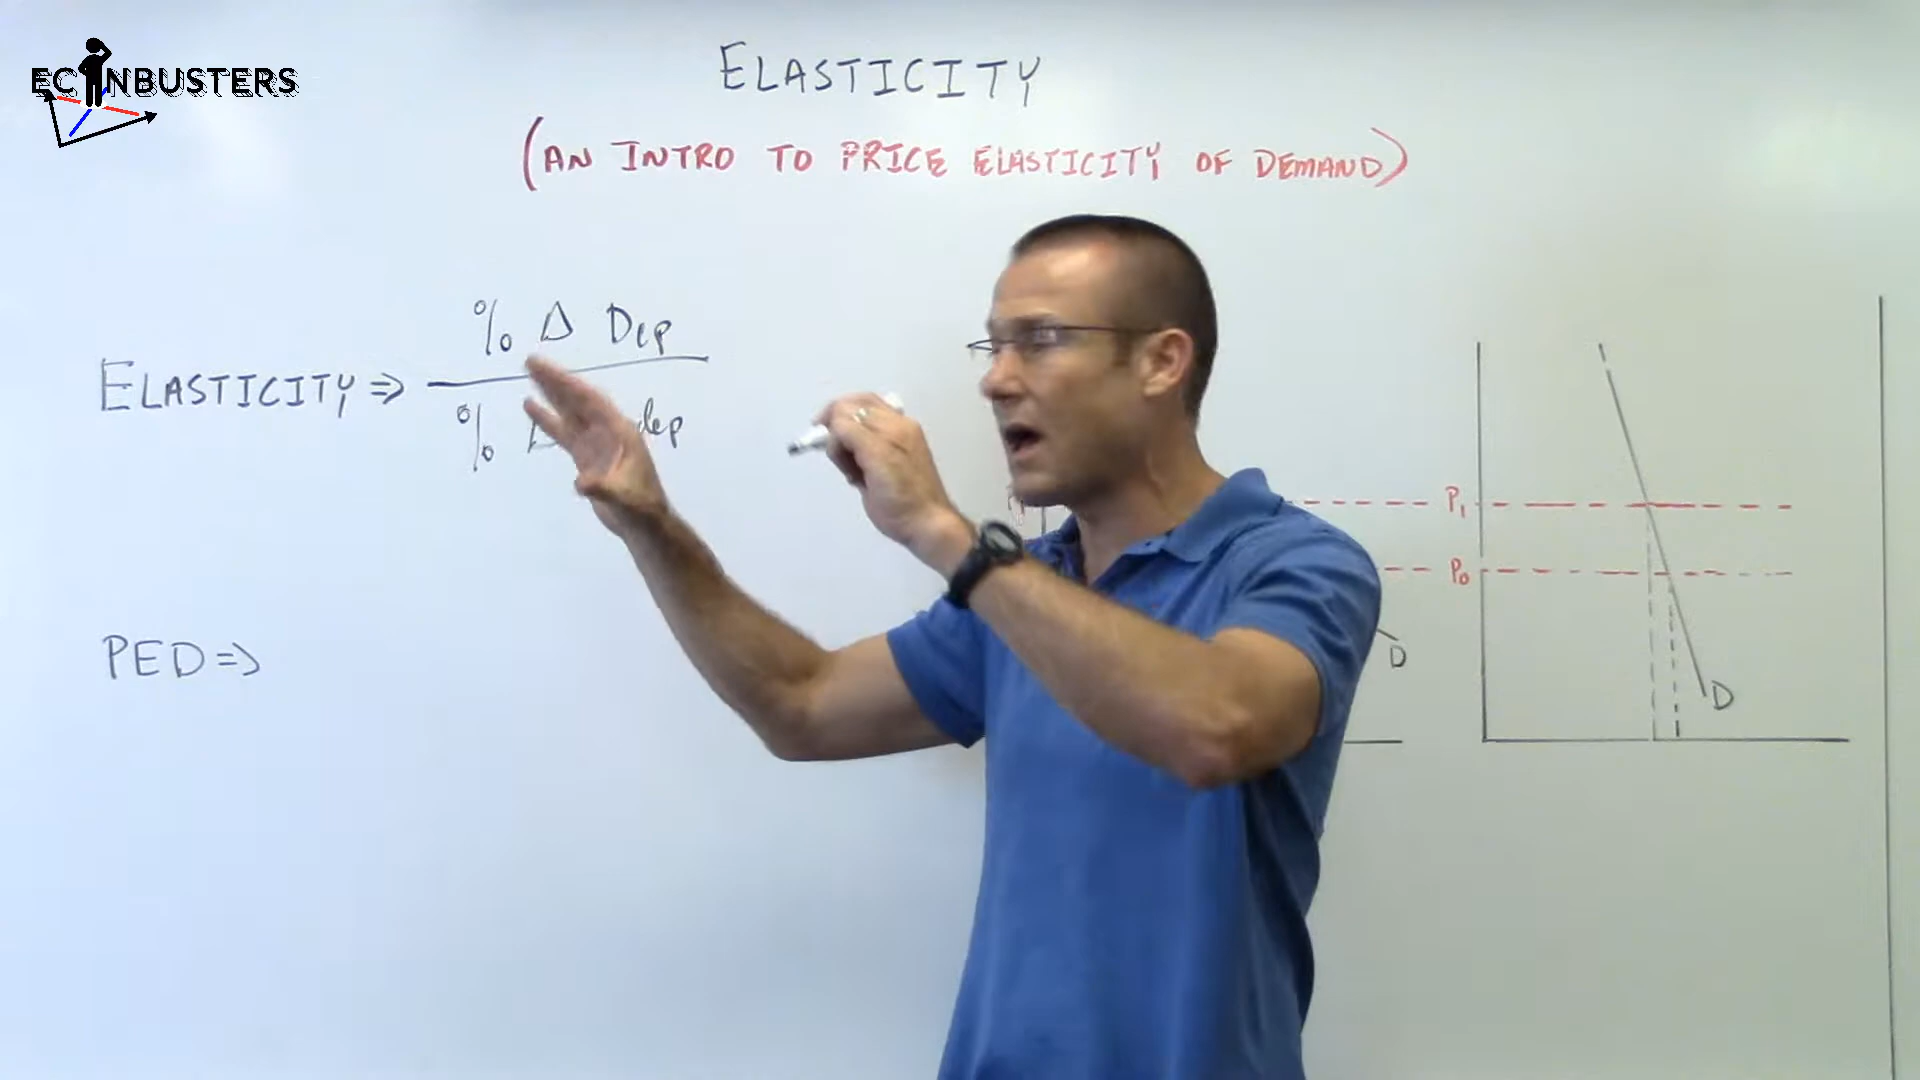 ECONBUSTERS
ELASTICITY
(AN INTRO TO PRICE ELASTICITY OF DEMAND)
% Δ Dep
ELASTICITY ⇒
% Δ dep
P₁
P₀
D
D
PED ⇒